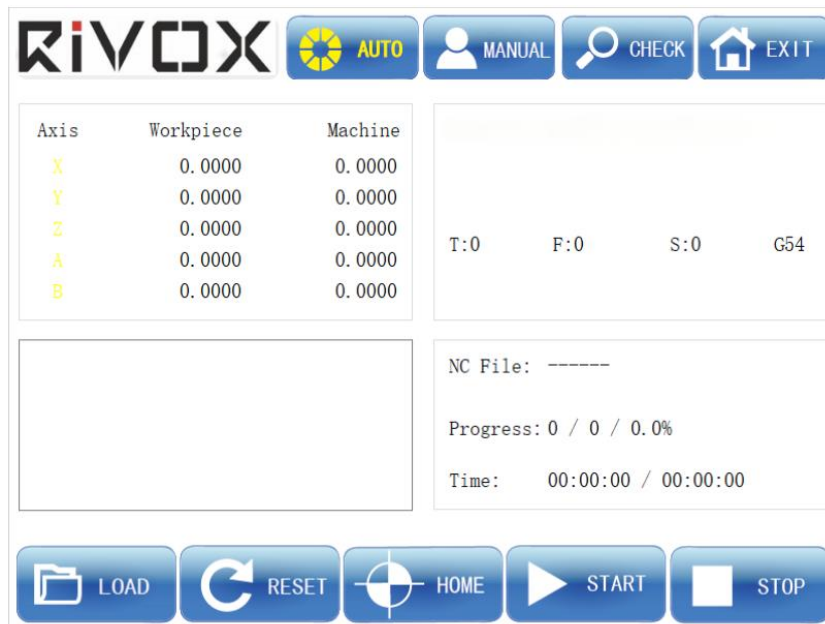 RiVOX AUTO MANUAL CHECK EXIT
Axis Workpiece Machine
X 0.0000 0.0000
Y 0.0000 0.0000
Z 0.0000 0.0000
A 0.0000 0.0000
B 0.0000 0.0000
T:0 F:0 S:0 G54
NC File: ------
Progress: 0 / 0 / 0.0%
Time: 00:00:00 / 00:00:00
LOAD RESET HOME START STOP